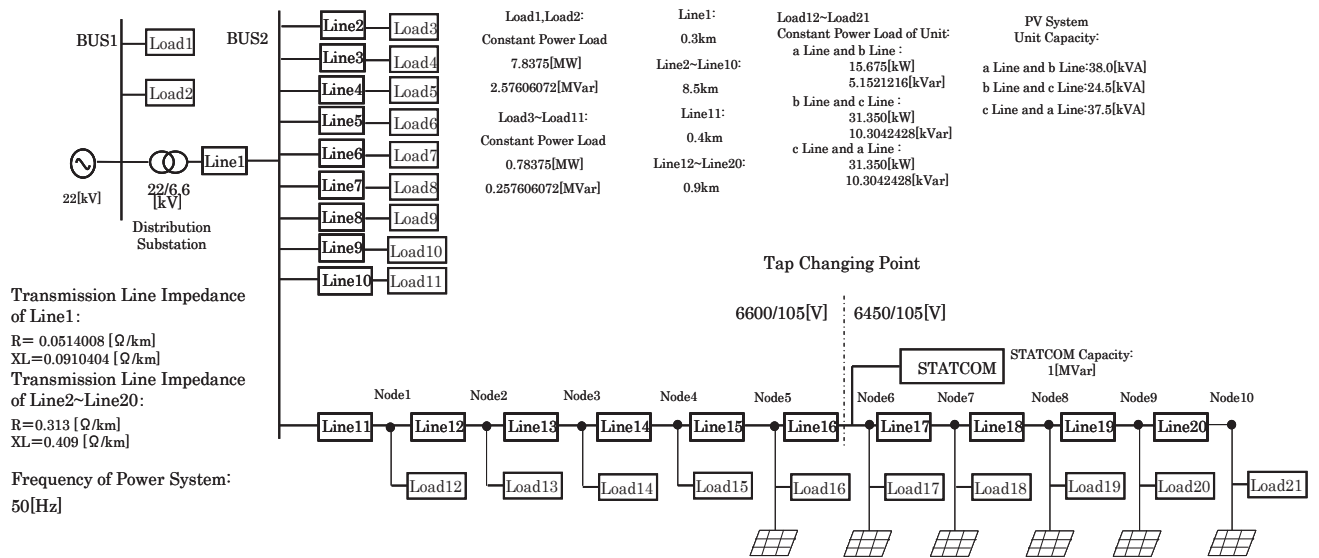 BUS1
Load1
Load2
22[kV]
22/6.6
[kV]
Distribution
Substation
Line1
BUS2
Line2
Load3
Line3
Load4
Line4
Load5
Line5
Load6
Line6
Load7
Line7
Load8
Line8
Load9
Line9
Load10
Line10
Load11
Load1,Load2:
Constant Power Load
7.8375[MW]
2.57606072[MVar]
Load3~Load11:
Constant Power Load
0.78375[MW]
0.257606072[MVar]
Line1:
0.3km
Line2~Line10:
8.5km
Line11:
0.4km
Line12~Line20:
0.9km
Load12~Load21
Constant Power Load of Unit:
a Line and b Line :
15.675[kW]
5.1521216[kVar]
b Line and c Line :
31.350[kW]
10.3042428[kVar]
c Line and a Line :
31.350[kW]
10.3042428[kVar]
PV System
Unit Capacity:
a Line and b Line:38.0[kVA]
b Line and c Line:24.5[kVA]
c Line and a Line:37.5[kVA]
Transmission Line Impedance
of Line1:
R= 0.0514008 [Ω/km]
XL=0.0910404 [Ω/km]
Transmission Line Impedance
of Line2~Line20:
R=0.313 [Ω/km]
XL=0.409 [Ω/km]
Frequency of Power System:
50[Hz]
Tap Changing Point
6600/105[V]
6450/105[V]
STATCOM
STATCOM Capacity:
1[MVar]
Node1
Node2
Node3
Node4
Node5
Node6
Node7
Node8
Node9
Node10
Line11
Line12
Line13
Line14
Line15
Line16
Line17
Line18
Line19
Line20
Load12
Load13
Load14
Load15
Load16
Load17
Load18
Load19
Load20
Load21